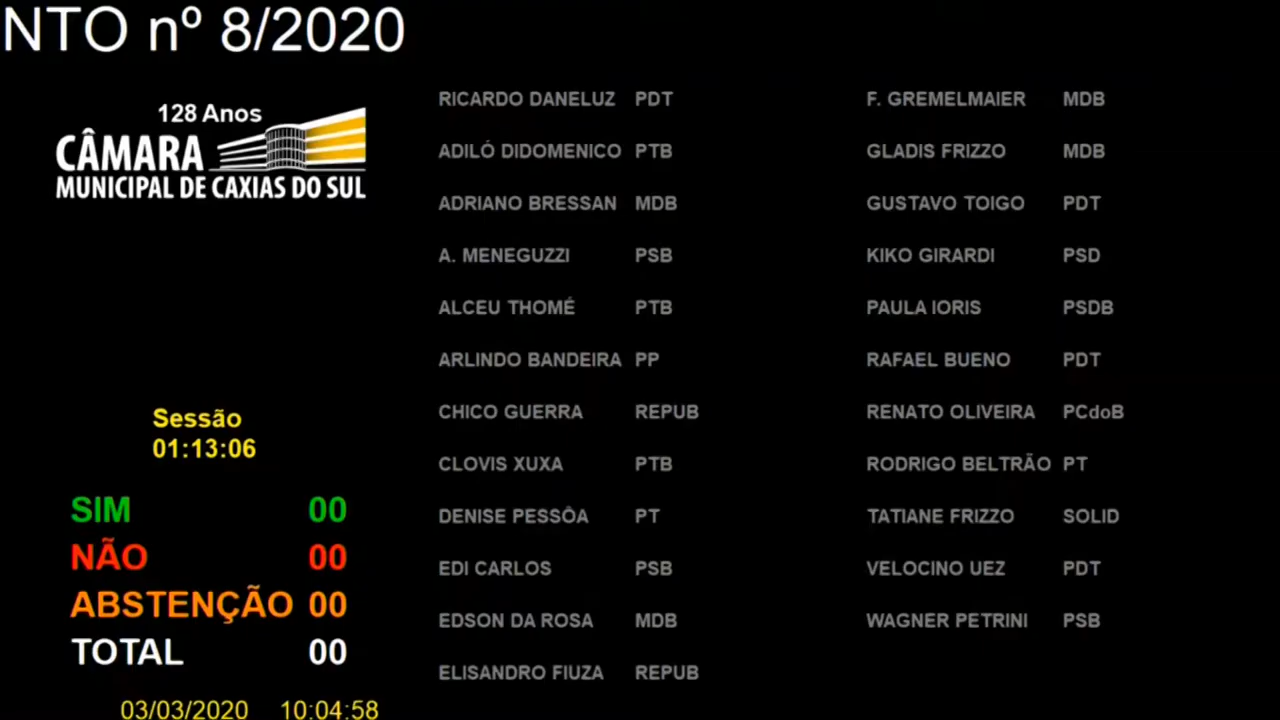 NTO nº 8/2020
128 Anos
CÂMARA
MUNICIPAL DE CAXIAS DO SUL
Sessão
01:13:06
SIM 00
NÃO 00
ABSTENÇÃO 00
TOTAL 00
03/03/2020 10:04:58
RICARDO DANELUZ PDT
ADILÓ DIDOMENICO PTB
ADRIANO BRESSAN MDB
A. MENEGUZZI PSB
ALCEU THOMÉ PTB
ARLINDO BANDEIRA PP
CHICO GUERRA REPUB
CLOVIS XUXA PTB
DENISE PESSÔA PT
EDI CARLOS PSB
EDSON DA ROSA MDB
ELISANDRO FIUZA REPUB
F. GREMELMAIER MDB
GLADIS FRIZZO MDB
GUSTAVO TOIGO PDT
KIKO GIRARDI PSD
PAULA IORIS PSDB
RAFAEL BUENO PDT
RENATO OLIVEIRA PCdoB
RODRIGO BELTRÃO PT
TATIANE FRIZZO SOLID
VELOCINO UEZ PDT
WAGNER PETRINI PSB